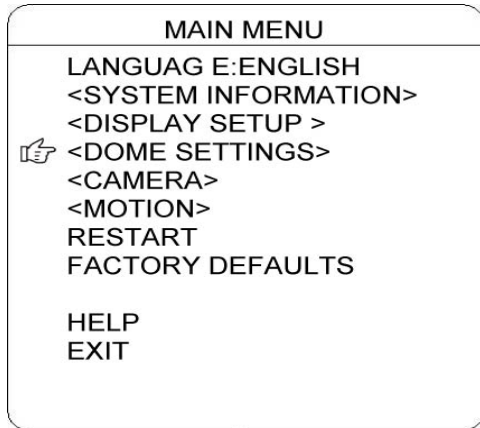 MAIN MENU
LANGUAG E:ENGLISH
<SYSTEM INFORMATION>
<DISPLAY SETUP >
<DOME SETTINGS>
<CAMERA>
<MOTION>
RESTART
FACTORY DEFAULTS
HELP
EXIT